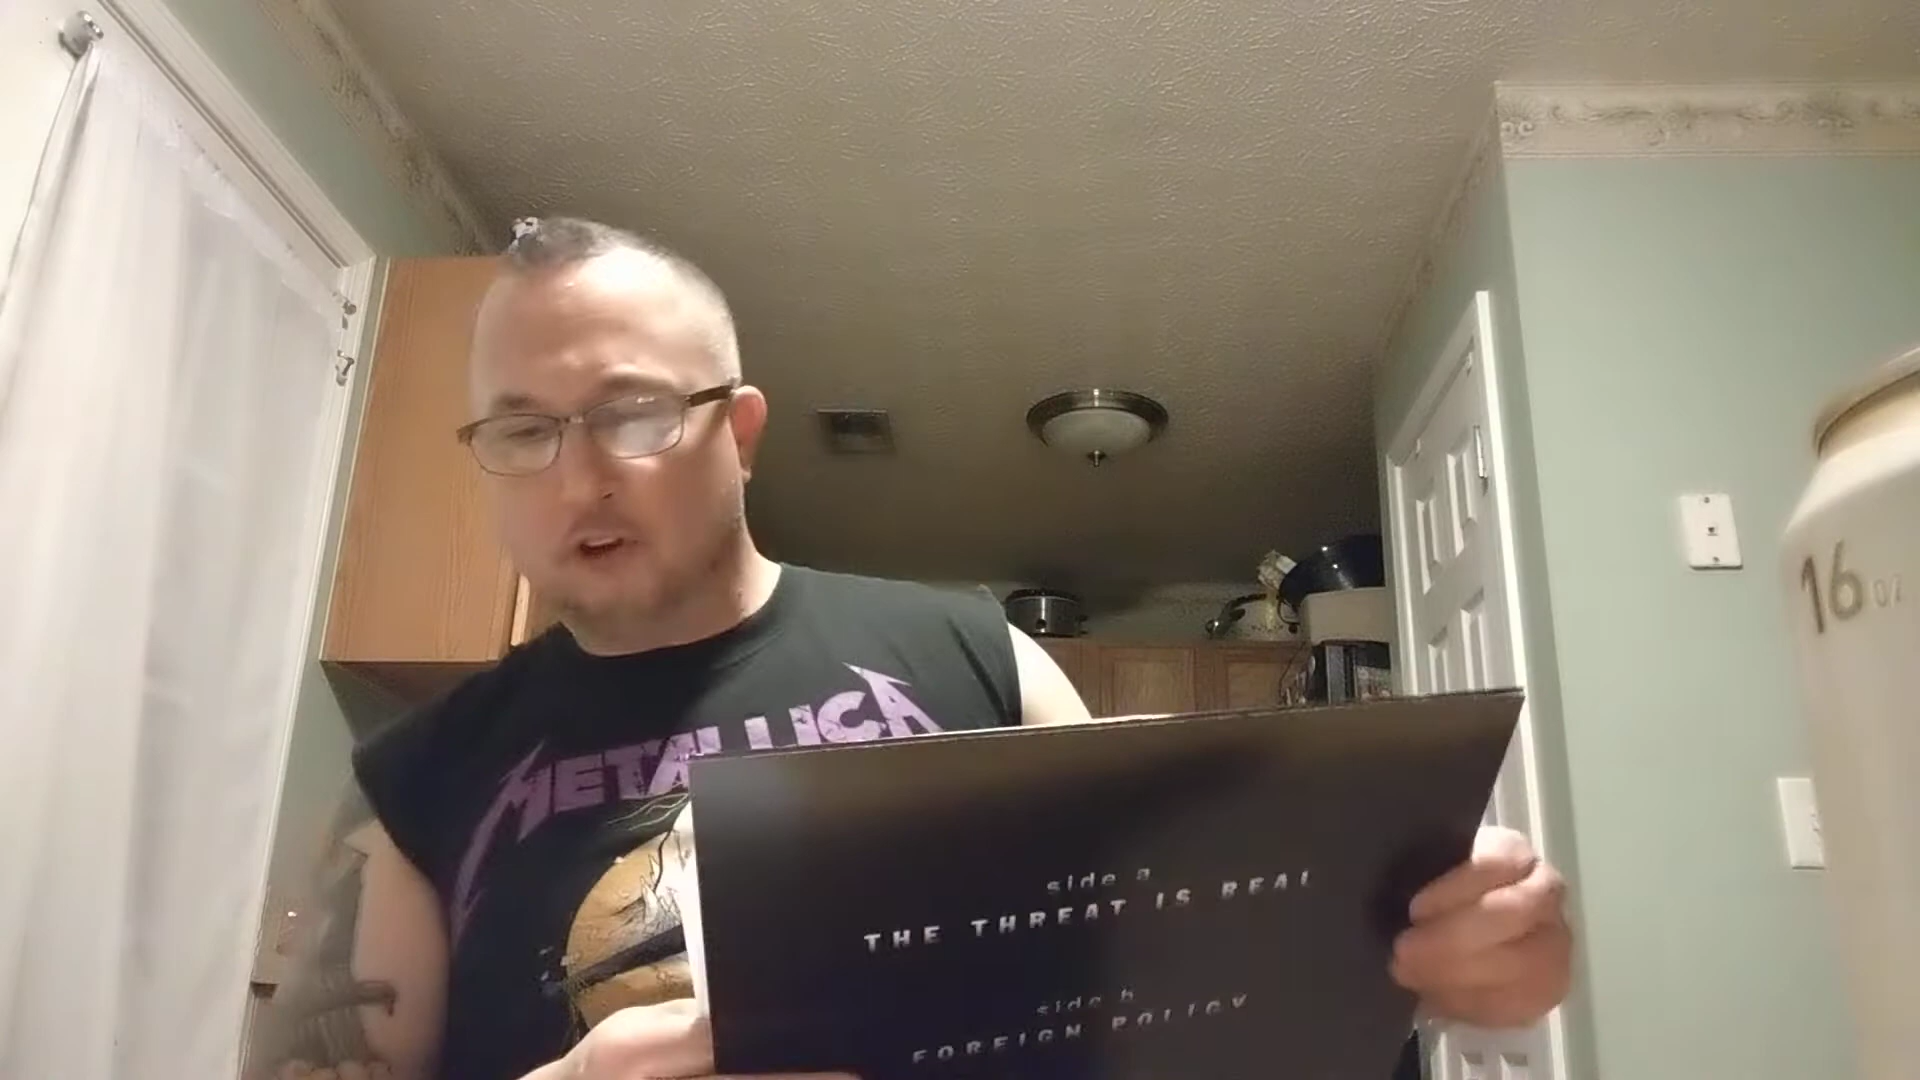 METALLICA
side a
THE THREAT IS REAL
side b
FOREIGN POLICY
16 oz